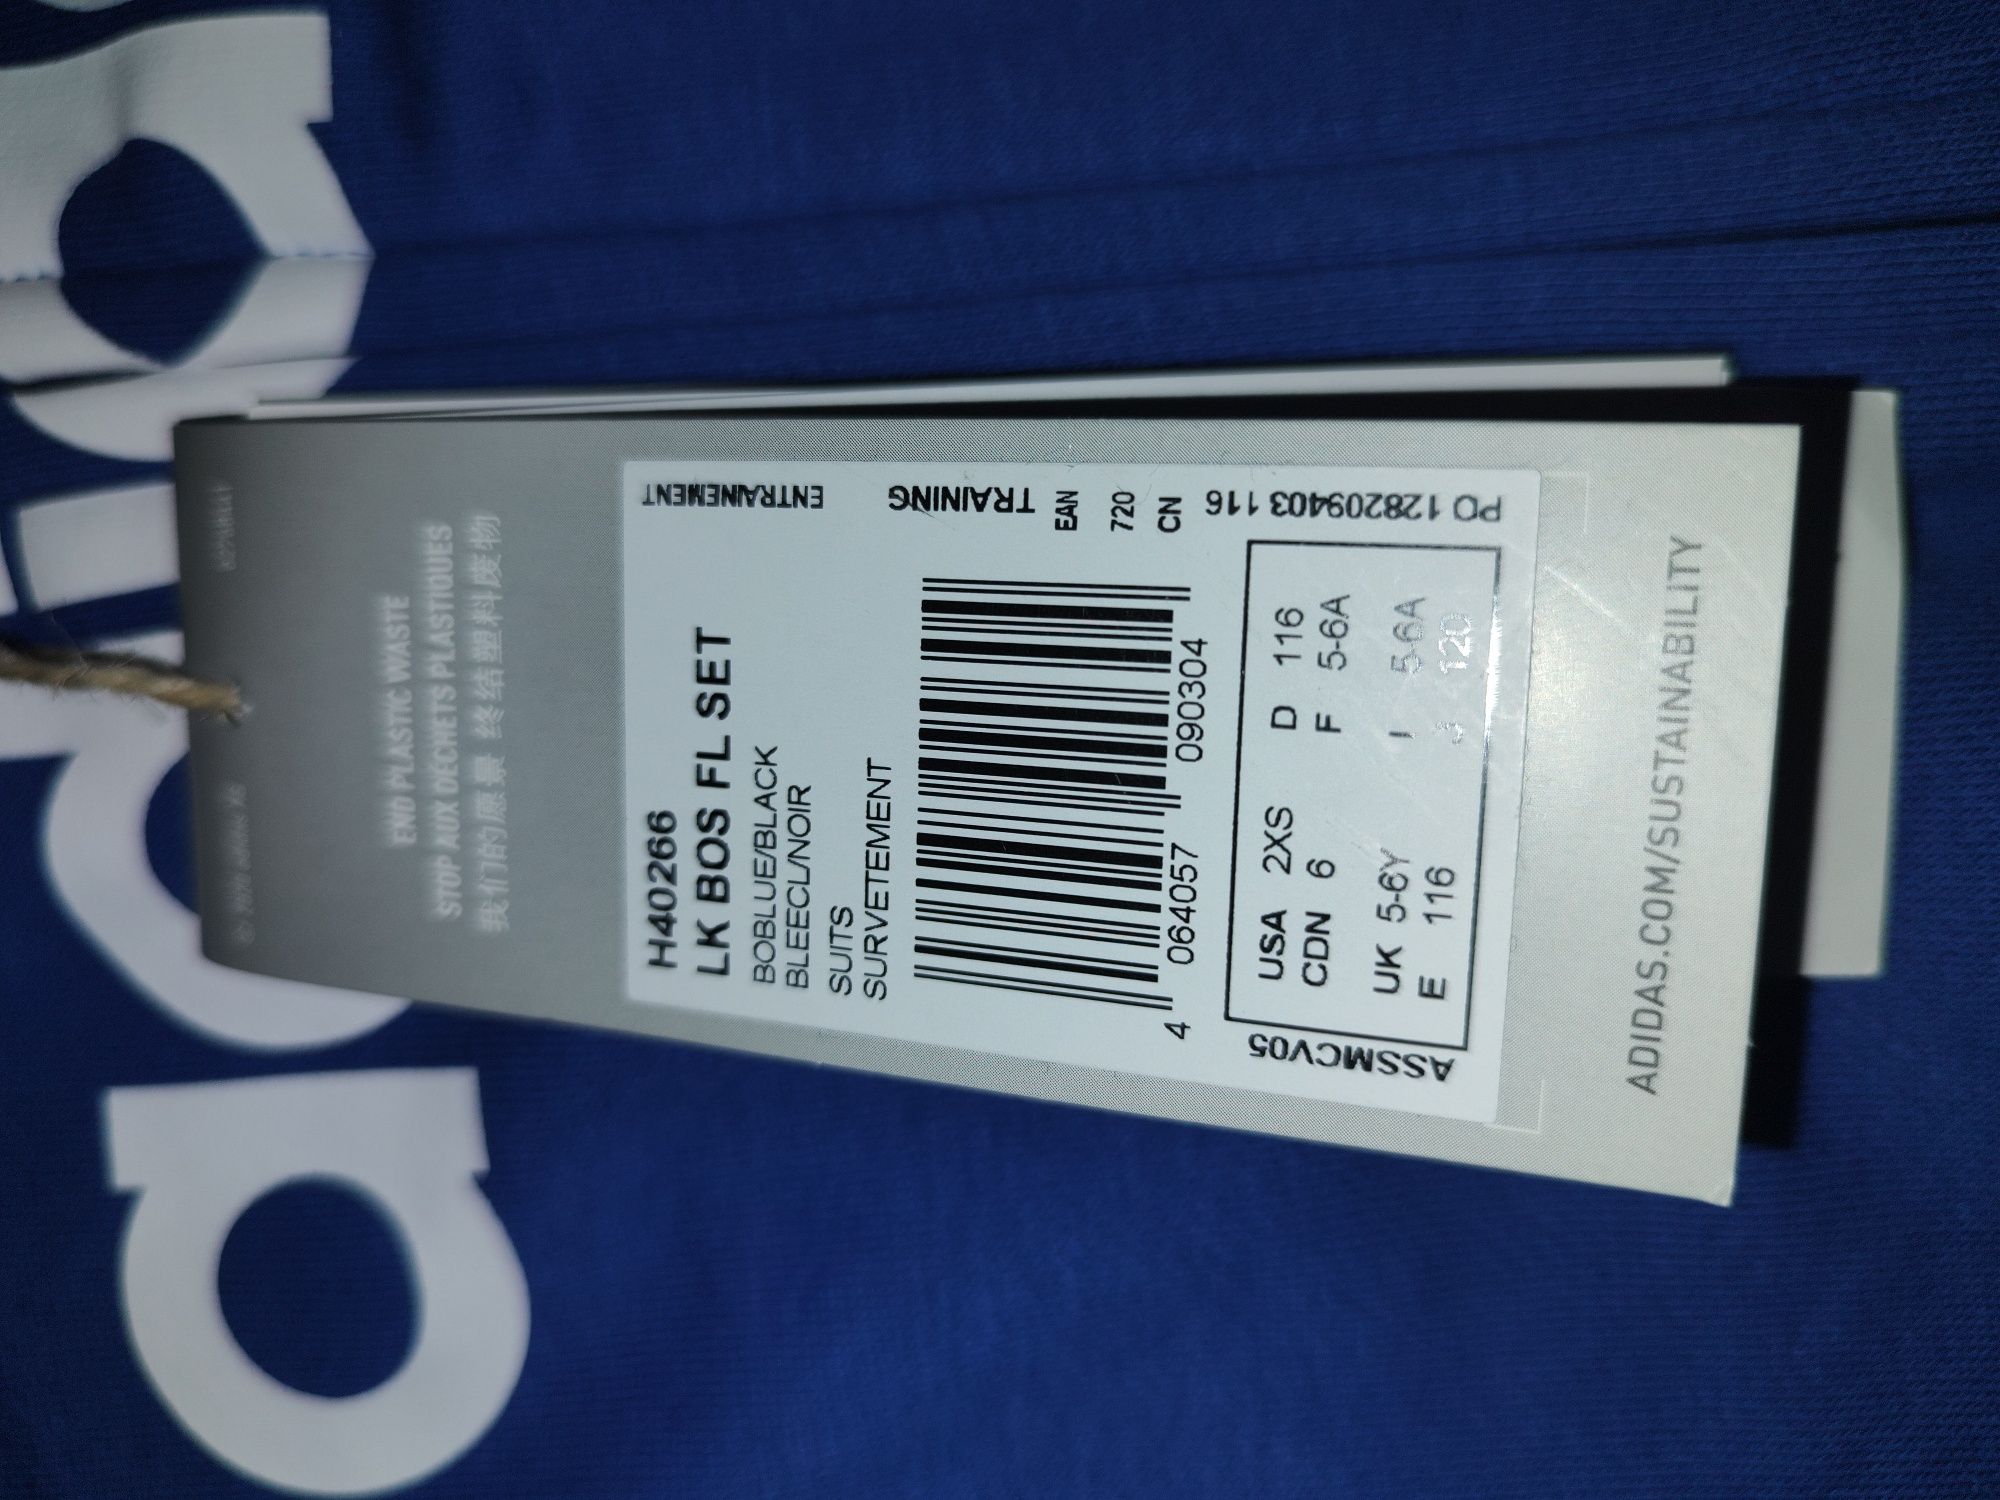 adidas
END PLASTIC WASTE
STOP AUX DÉCHETS PLASTIQUES
我们的愿景 终结塑料废物
H40266
LK BOS FL SET
BOBLUE/BLACK
BLEECL/NOIR
SUITS
SURVETEMENT
ENTRAINEMENT
TRAINING
EAN
720
CN
4 064057 090304
PO 128209403 116
ASSMCV05
USA 2XS D 116
CDN 6 F 5-6A
UK 5-6Y I 5-6A
E 116 J 120
ADIDAS.COM/SUSTAINABILITY